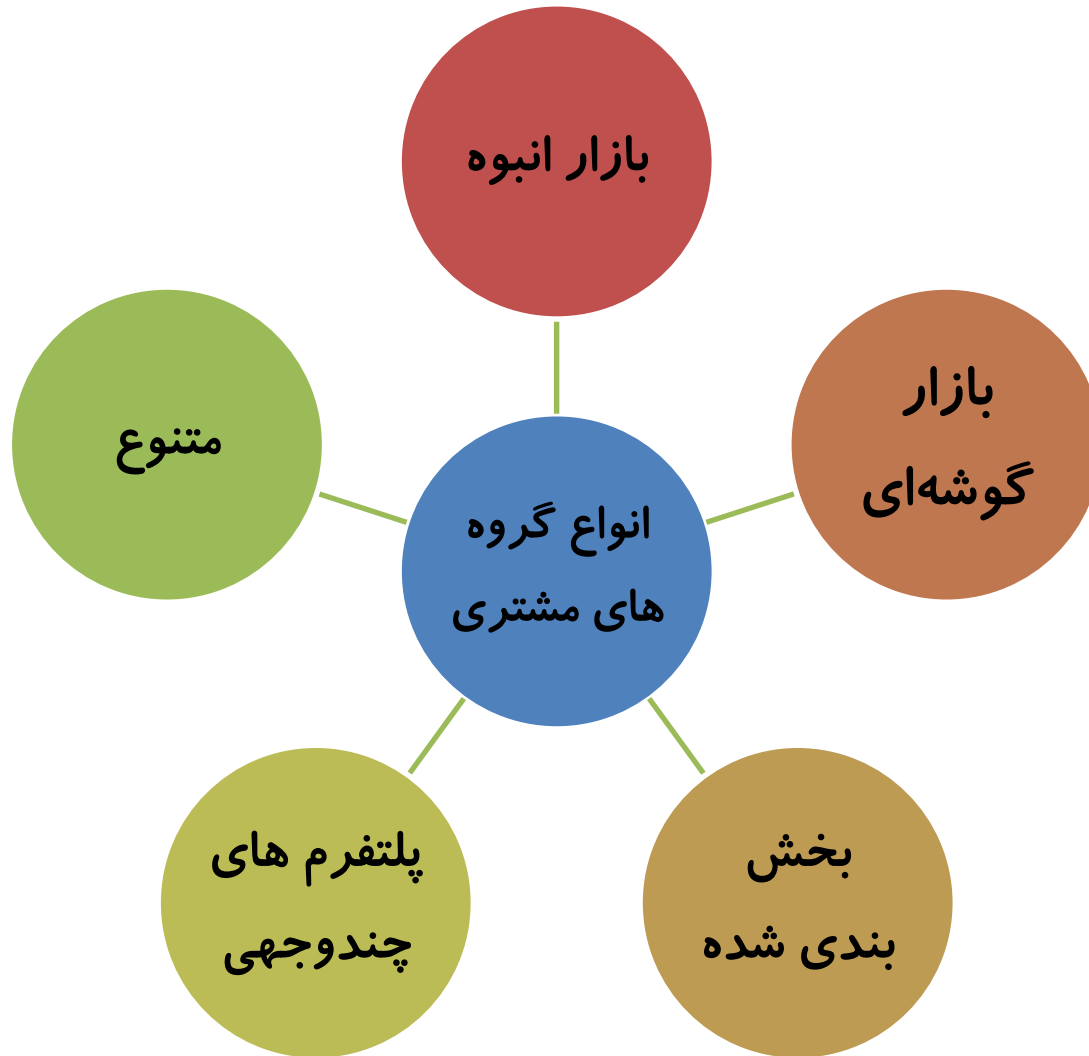 بازار انبوه
بازار
گوشه‌ای
متنوع
انواع گروه
های مشتری
پلتفرم های
چندوجهی
بخش
بندی شده